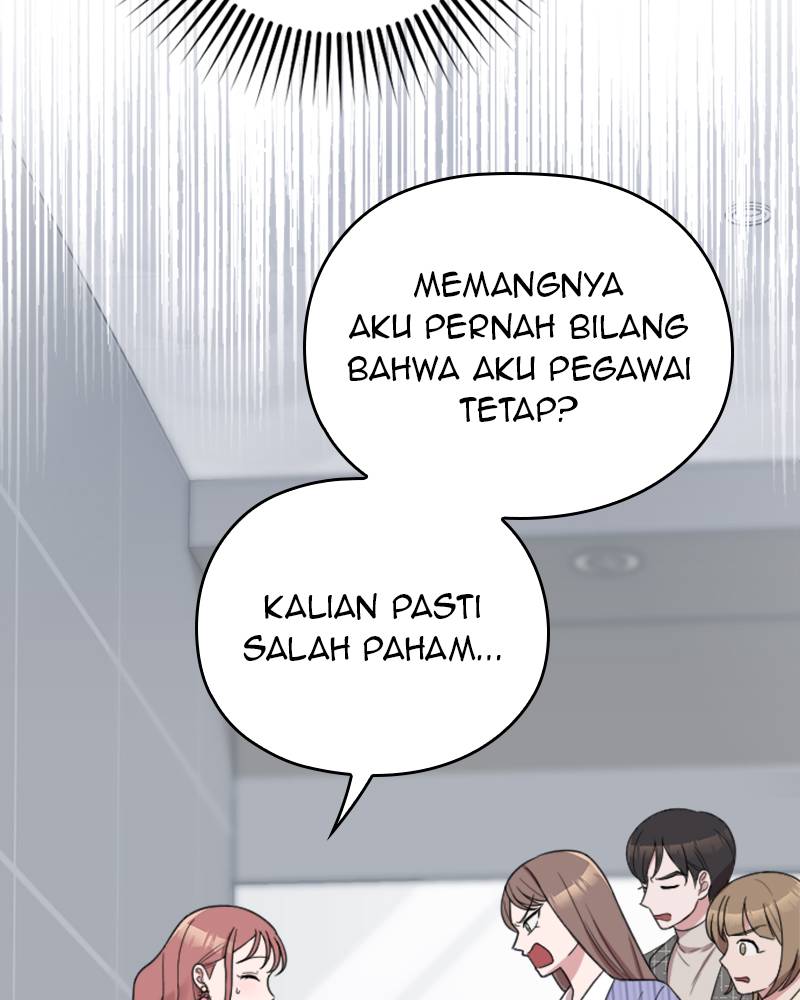 MEMANGNYA
AKU PERNAH BILANG
BAHWA AKU PEGAWAI
TETAP?
KALIAN PASTI
SALAH PAHAM...